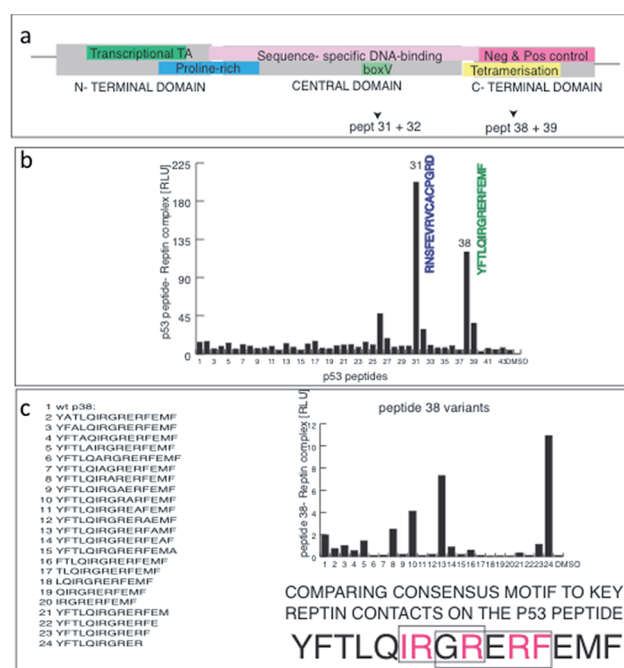 a
Transcriptional TA
Sequence- specific DNA-binding
Neg & Pos control
Proline-rich
boxV
Tetramerisation
N- TERMINAL DOMAIN
CENTRAL DOMAIN
C- TERMINAL DOMAIN
pept 31 + 32
pept 38 + 39
b
p53 peptide- Reptin complex [RLU]
225
180
135
90
45
0
31
RNSFEVRVCACPGRD
38
YFTLQIRGRERFEMF
1 3 5 7 9 11 13 15 17 19 21 23 25 27 29 31 33 35 37 39 41 43 DMSO
p53 peptides
c
1 wt p38:
2 YATLQIRGRERFEMF
3 YFALQIRGRERFEMF
4 YFTAQIRGRERFEMF
5 YFTLAIRGRERFEMF
6 YFTLQARGRERFEMF
7 YFTLQIAGRERFEMF
8 YFTLQIRARERFEMF
9 YFTLQIRGAERFEMF
10 YFTLQIRGRARFEMF
11 YFTLQIRGREAFEMF
12 YFTLQIRGRERAEMF
13 YFTLQIRGRERFAMF
14 YFTLQIRGRERFEAF
15 YFTLQIRGRERFEMA
16 FTLQIRGRERFEMF
17 TLQIRGRERFEMF
18 LQIRGRERFEMF
19 QIRGRERFEMF
20 IRGRERFEMF
21 YFTLQIRGRERFEM
22 YFTLQIRGRERFE
23 YFTLQIRGRERF
24 YFTLQIRGRER
peptide 38 variants
peptide 38- Reptin complex [RLU]
12
10
8
6
4
2
0
1 2 3 4 5 6 7 8 9 10 11 12 13 14 15 16 17 18 19 20 21 22 23 24 DMSO
COMPARING CONSENSUS MOTIF TO KEY
REPTIN CONTACTS ON THE P53 PEPTIDE
YFTLQIRGRERFEMF